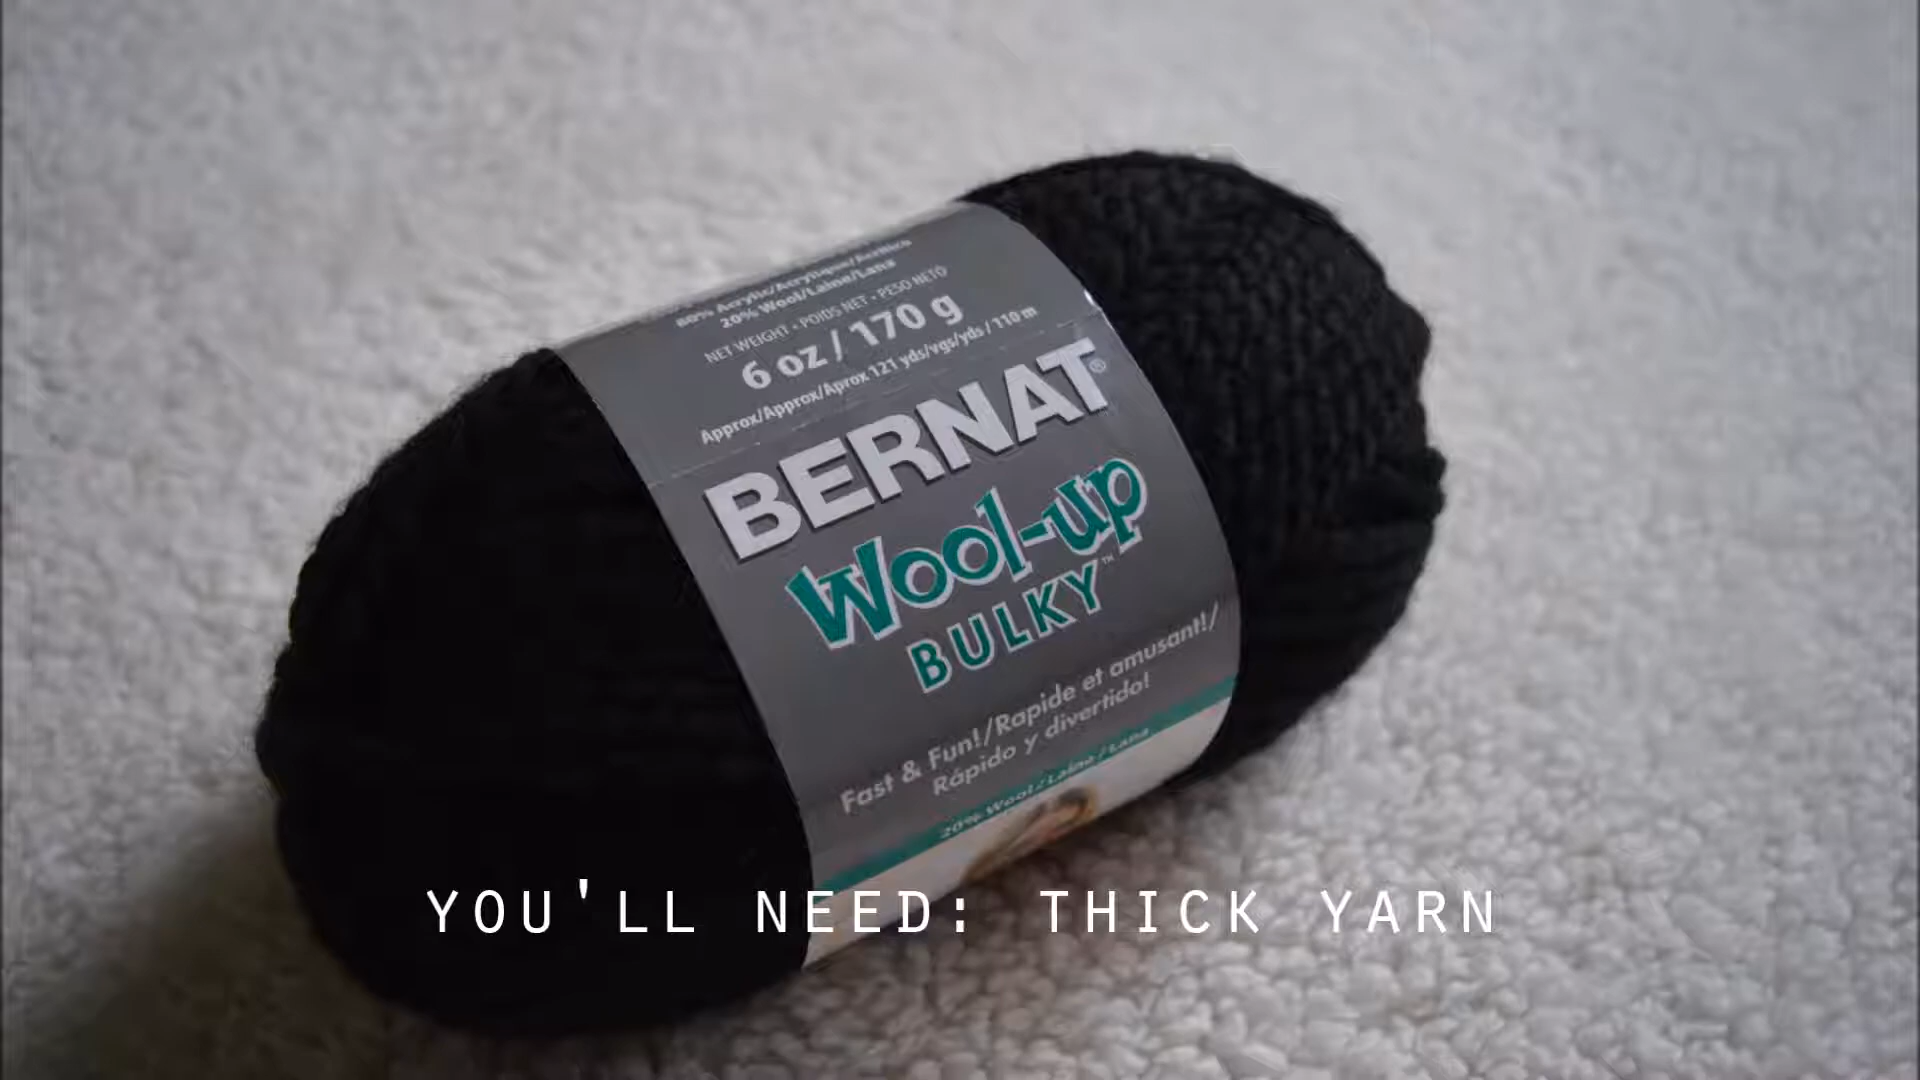 80% Acrylic/Acrylique/Acrílico
20% Wool/Laine/Lana
NET WEIGHT • POIDS NET • PESO NETO
6 oz / 170 g
Approx/Approx/Aprox 121 yds/vgs/yds / 110 m
BERNAT®
Wool-up
BULKY™
Fast & Fun!/Rapide et amusant!/
Rápido y divertido!
20% Wool / Laine / Lana
YOU'LL NEED: THICK YARN